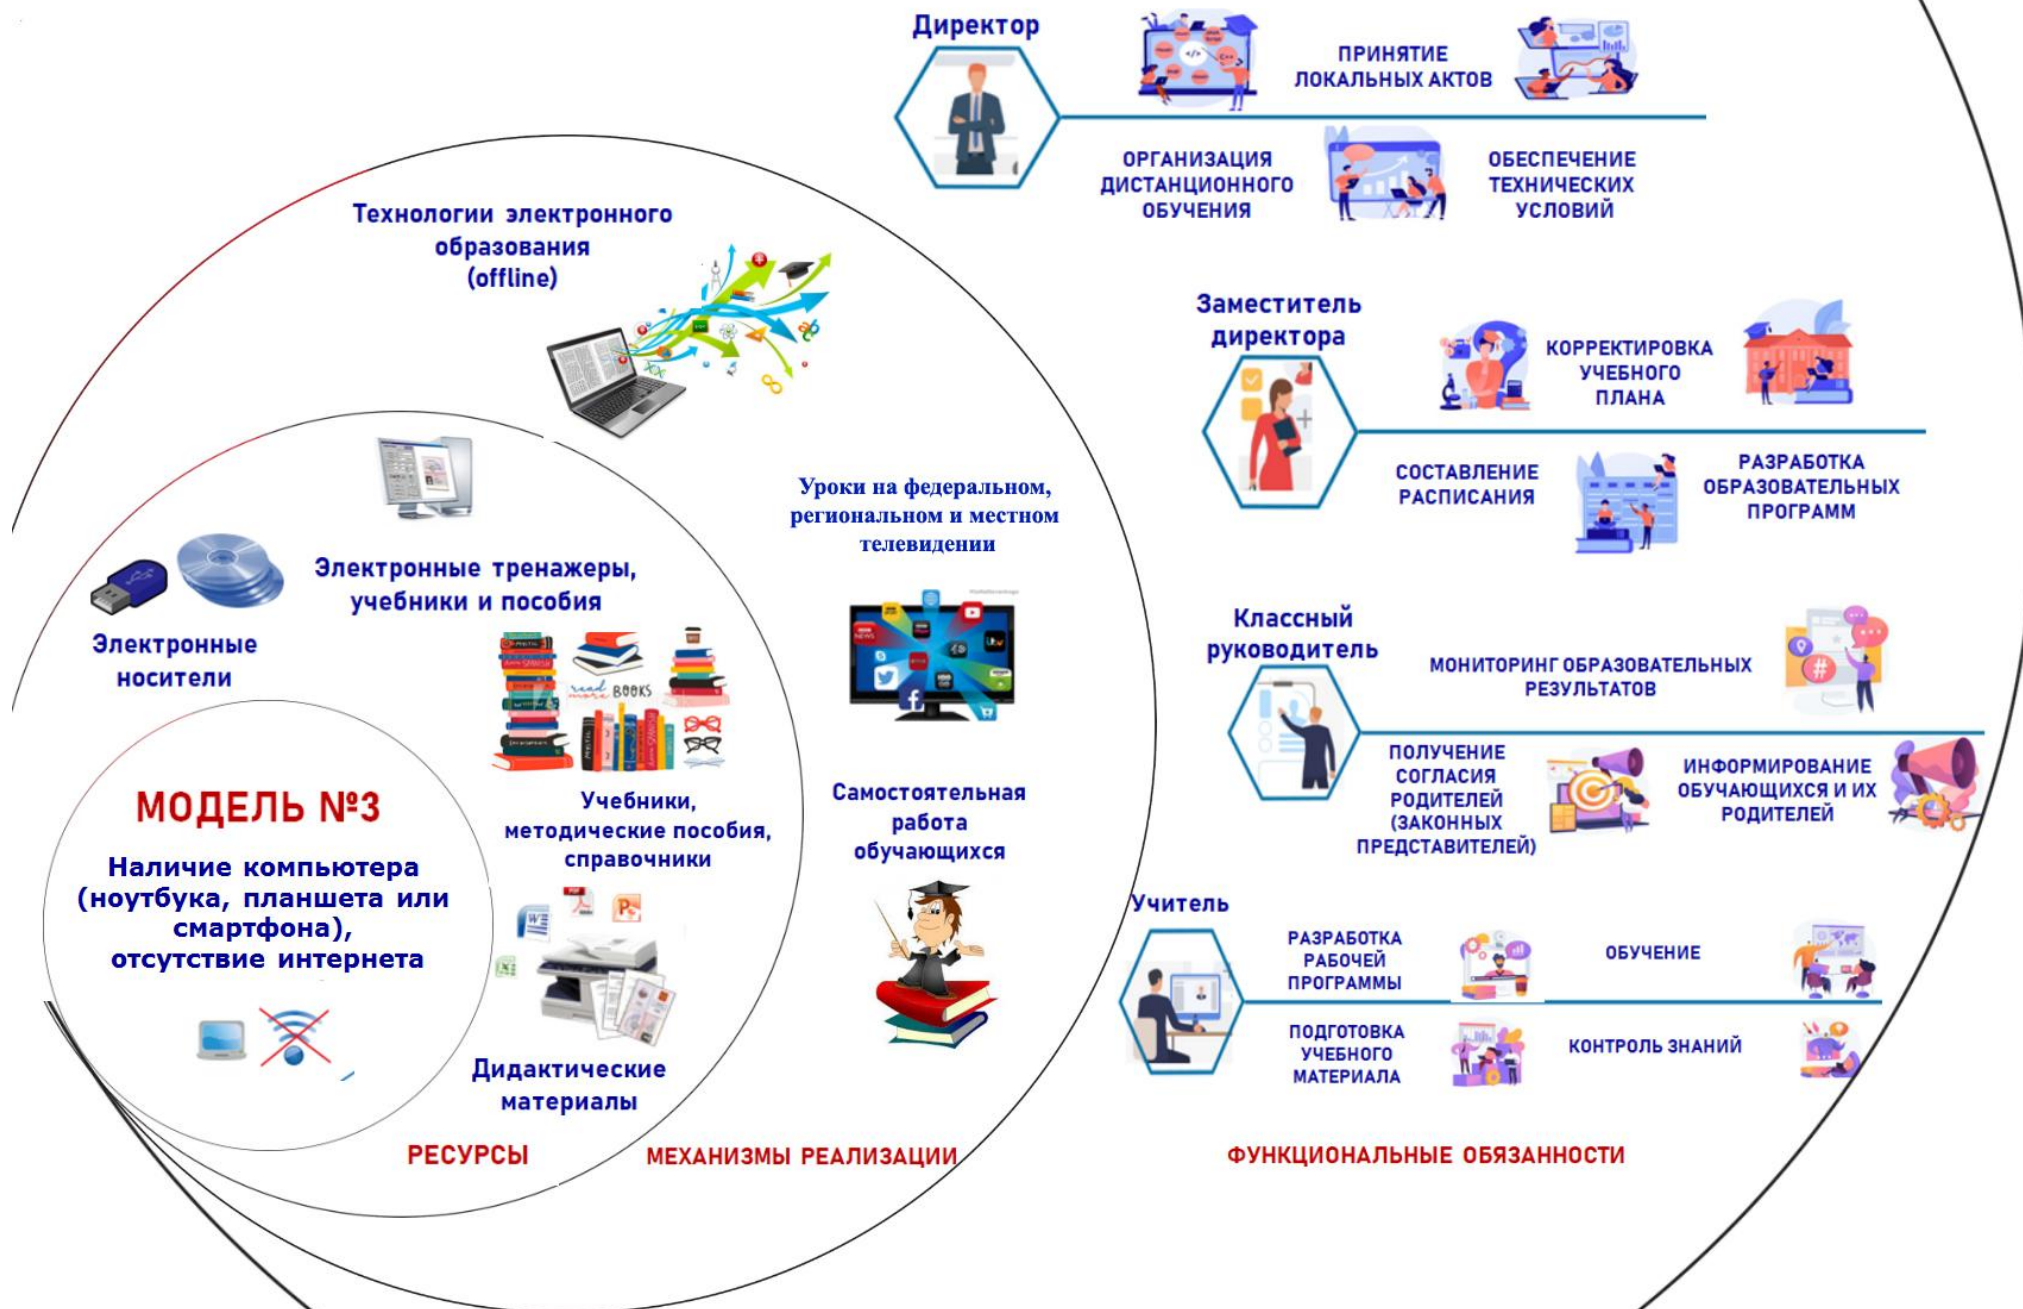 Директор
ПРИНЯТИЕ
ЛОКАЛЬНЫХ АКТОВ
ОРГАНИЗАЦИЯ
ДИСТАНЦИОННОГО
ОБУЧЕНИЯ
ОБЕСПЕЧЕНИЕ
ТЕХНИЧЕСКИХ
УСЛОВИЙ
Технологии электронного
образования
(offline)
Заместитель
директора
КОРРЕКТИРОВКА
УЧЕБНОГО
ПЛАНА
СОСТАВЛЕНИЕ
РАСПИСАНИЯ
РАЗРАБОТКА
ОБРАЗОВАТЕЛЬНЫХ
ПРОГРАММ
Уроки на федеральном,
региональном и местном
телевидении
Электронные тренажеры,
учебники и пособия
Электронные
носители
read
more BOOKS
Классный
руководитель
МОНИТОРИНГ ОБРАЗОВАТЕЛЬНЫХ
РЕЗУЛЬТАТОВ
ПОЛУЧЕНИЕ
СОГЛАСИЯ
РОДИТЕЛЕЙ
(ЗАКОННЫХ
ПРЕДСТАВИТЕЛЕЙ)
ИНФОРМИРОВАНИЕ
ОБУЧАЮЩИХСЯ И ИХ
РОДИТЕЛЕЙ
МОДЕЛЬ №3
Наличие компьютера
(ноутбука, планшета или
смартфона),
отсутствие интернета
Учебники,
методические пособия,
справочники
Самостоятельная
работа
обучающихся
Учитель
РАЗРАБОТКА
РАБОЧЕЙ
ПРОГРАММЫ
ОБУЧЕНИЕ
ПОДГОТОВКА
УЧЕБНОГО
МАТЕРИАЛА
КОНТРОЛЬ ЗНАНИЙ
Дидактические
материалы
РЕСУРСЫ
МЕХАНИЗМЫ РЕАЛИЗАЦИИ
ФУНКЦИОНАЛЬНЫЕ ОБЯЗАННОСТИ